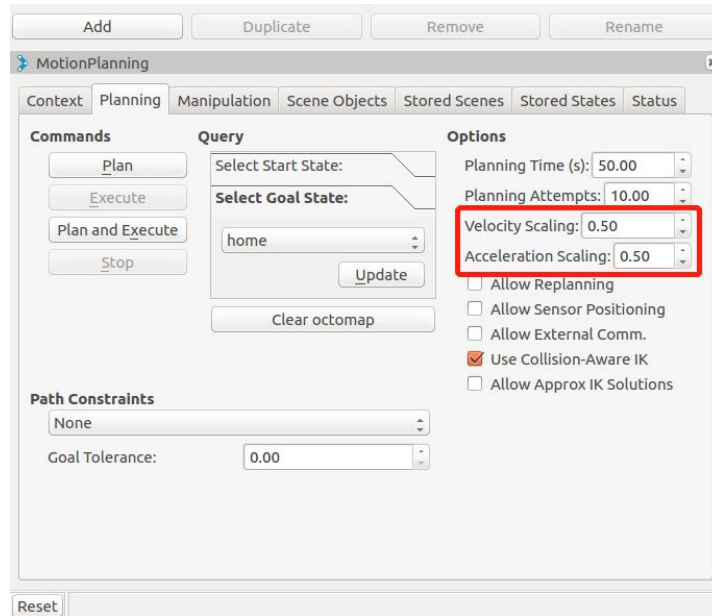 Add Duplicate Remove Rename
MotionPlanning
Context Planning Manipulation Scene Objects Stored Scenes Stored States Status
Commands
Plan
Execute
Plan and Execute
Stop
Query
Select Start State:
Select Goal State:
home
Update
Clear octomap
Options
Planning Time (s): 50.00
Planning Attempts: 10.00
Velocity Scaling: 0.50
Acceleration Scaling: 0.50
Allow Replanning
Allow Sensor Positioning
Allow External Comm.
Use Collision-Aware IK
Allow Approx IK Solutions
Path Constraints
None
Goal Tolerance: 0.00
Reset